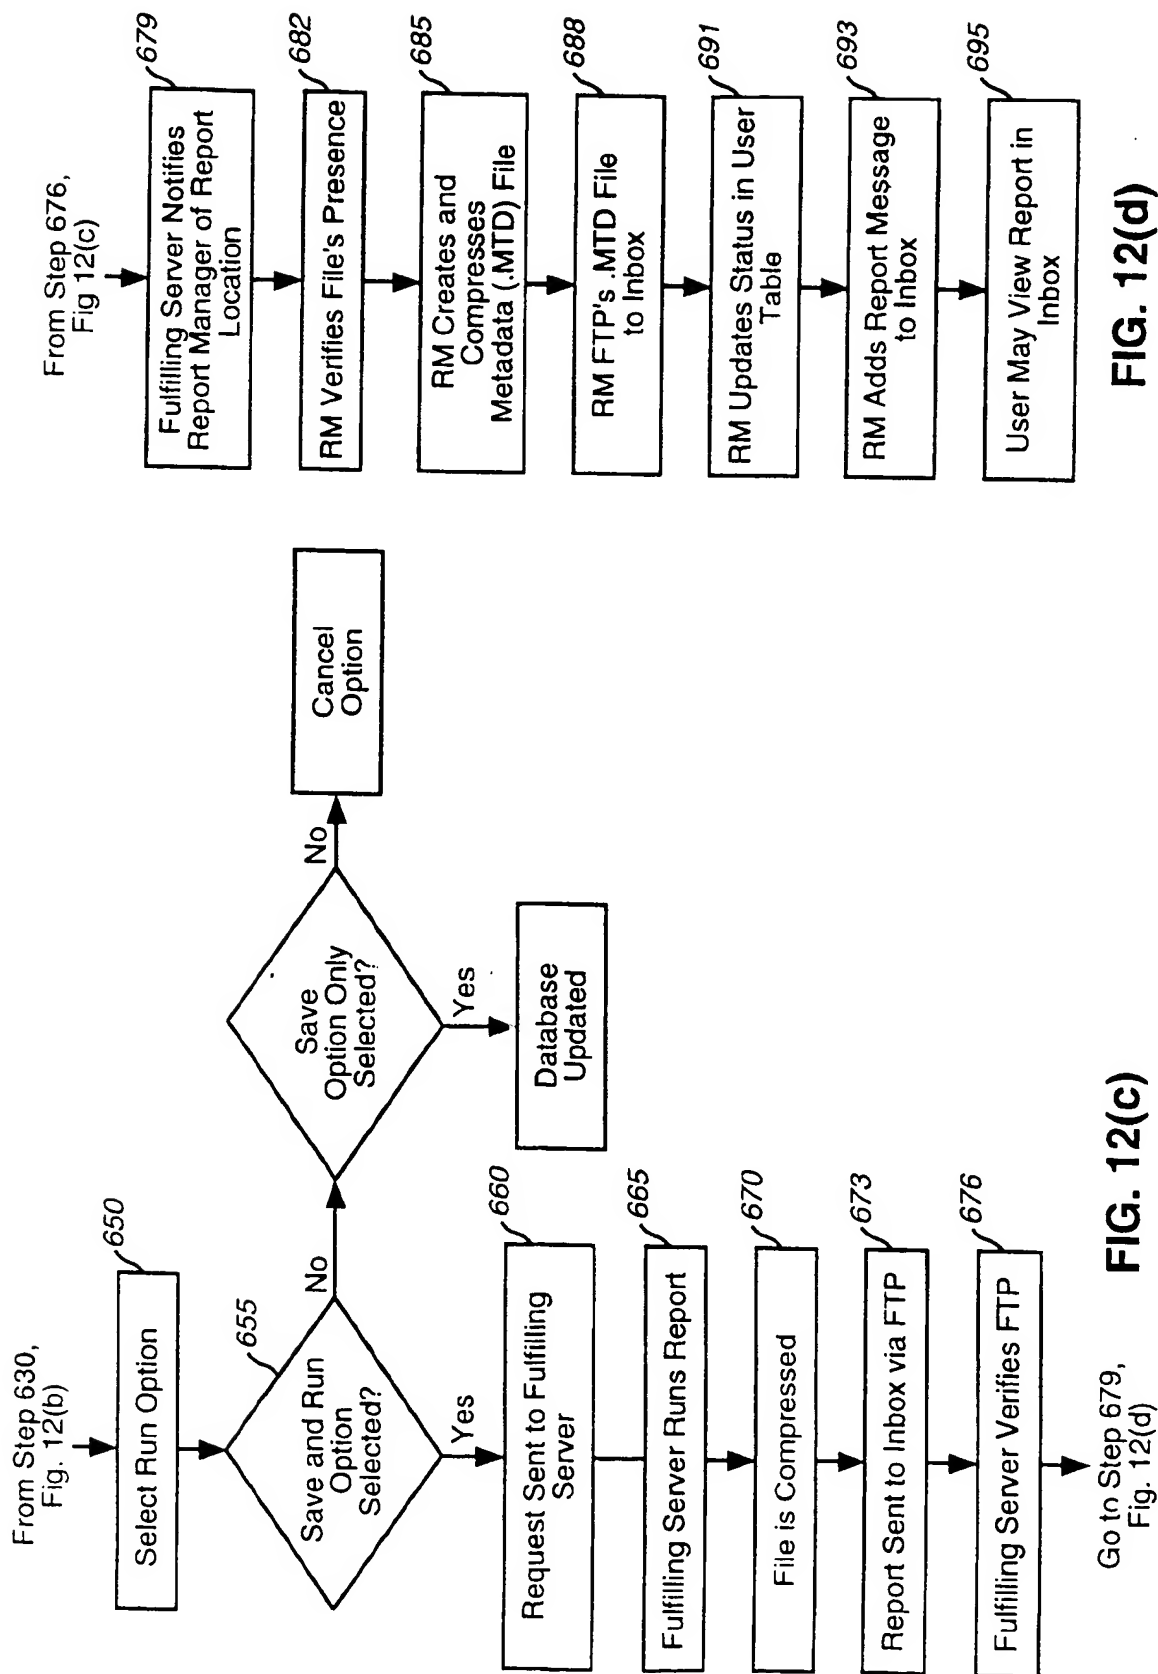 From Step 630,
Fig. 12(b)
650
Select Run Option
655
Save and Run
Option
Selected?
No
Yes
Save
Option Only
Selected?
No
Cancel
Option
Yes
Database
Updated
660
Request Sent to Fulfilling
Server
665
Fulfilling Server Runs Report
670
File is Compressed
673
Report Sent to Inbox via FTP
676
Fulfilling Server Verifies FTP
Go to Step 679,
Fig. 12(d)
FIG. 12(c)
From Step 676,
Fig 12(c)
679
Fulfilling Server Notifies
Report Manager of Report
Location
682
RM Verifies File's Presence
685
RM Creates and
Compresses
Metadata (.MTD) File
688
RM FTP's .MTD File
to Inbox
691
RM Updates Status in User
Table
693
RM Adds Report Message
to Inbox
695
User May View Report in
Inbox
FIG. 12(d)